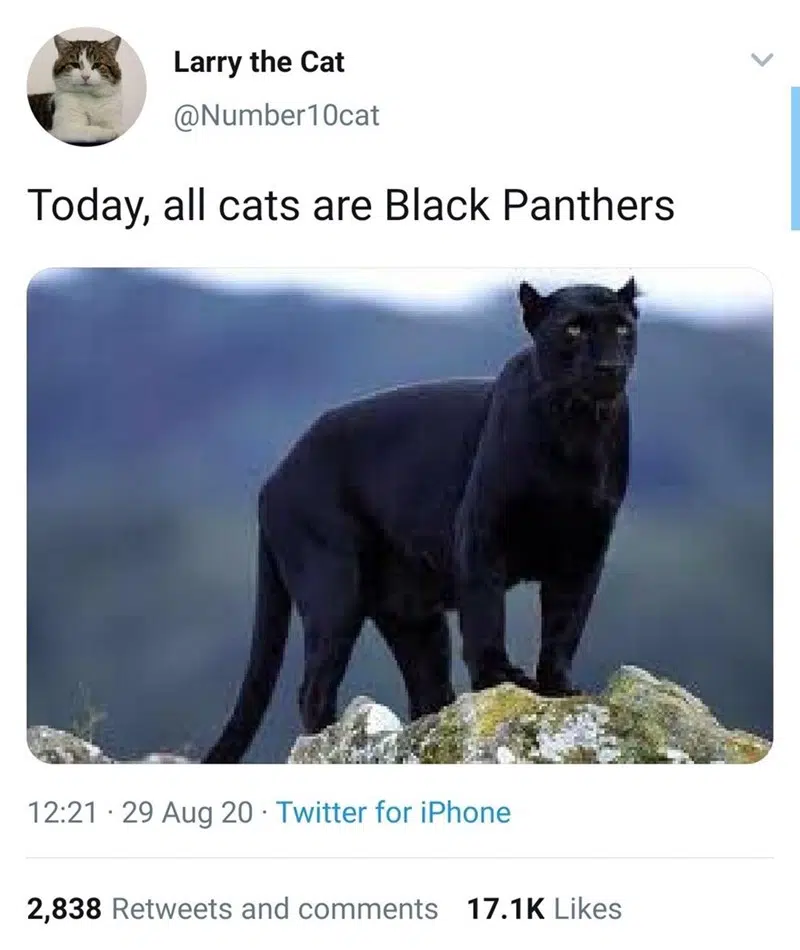 Larry the Cat
@Number10cat
Today, all cats are Black Panthers
12:21 · 29 Aug 20 · Twitter for iPhone
2,838 Retweets and comments 17.1K Likes